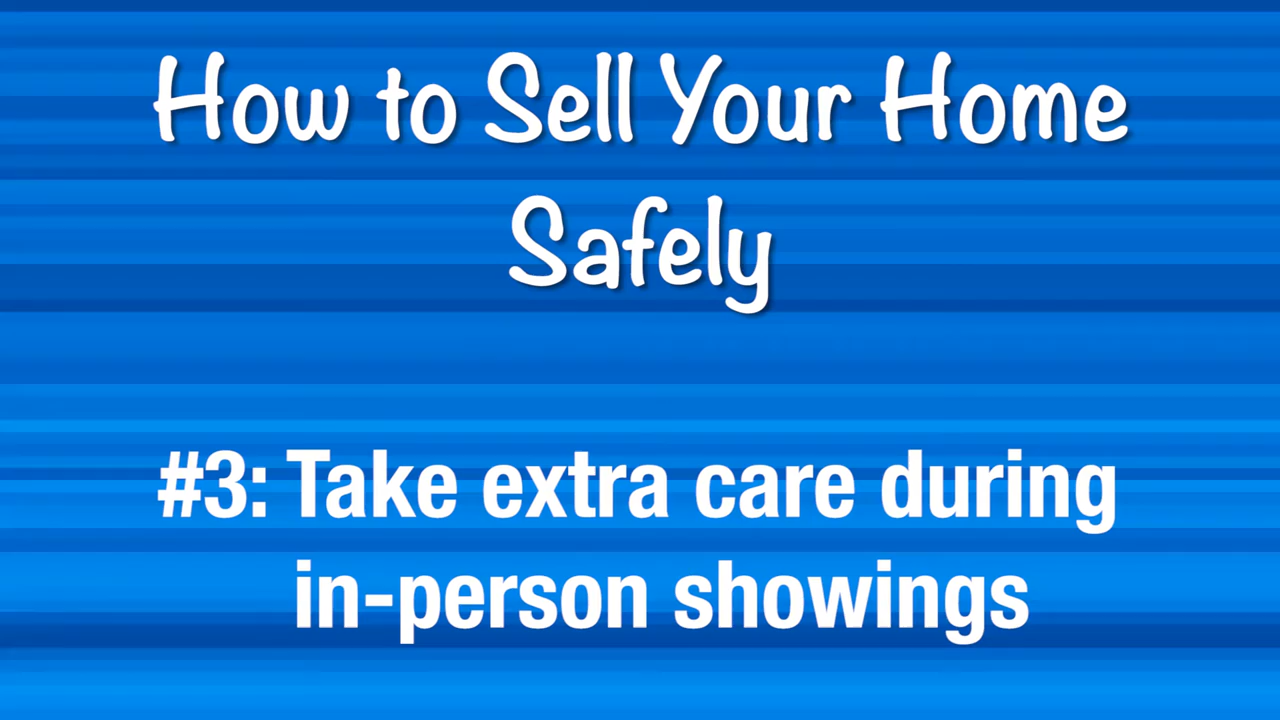 How to Sell Your Home
Safely
#3: Take extra care during
in-person showings